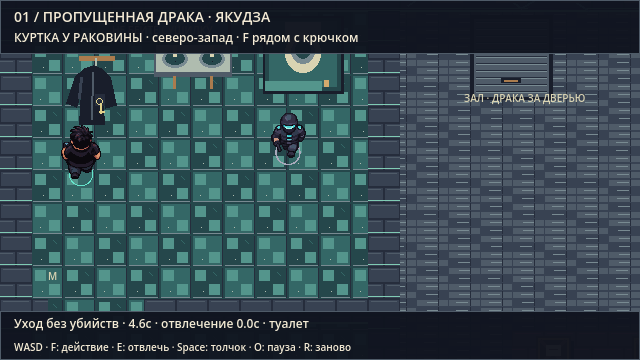 01 / ПРОПУЩЕННАЯ ДРАКА · ЯКУДЗА
КУРТКА У РАКОВИНЫ · северо-запад · F рядом с крючком
ЗАЛ · ДРАКА ЗА ДВЕРЬЮ
M
Уход без убийств · 4.6с · отвлечение 0.0с · туалет
WASD · F: действие · E: отвлечь · Space: толчок · O: пауза · R: заново